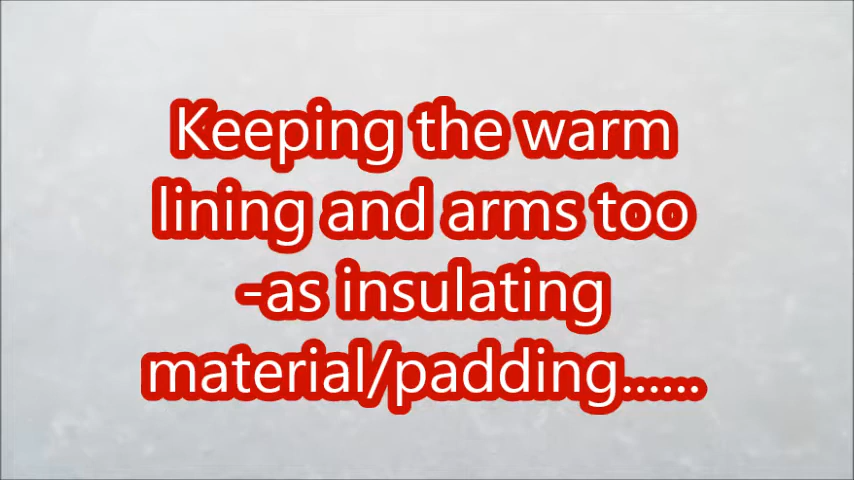 Keeping the warm
lining and arms too
-as insulating
material/padding......